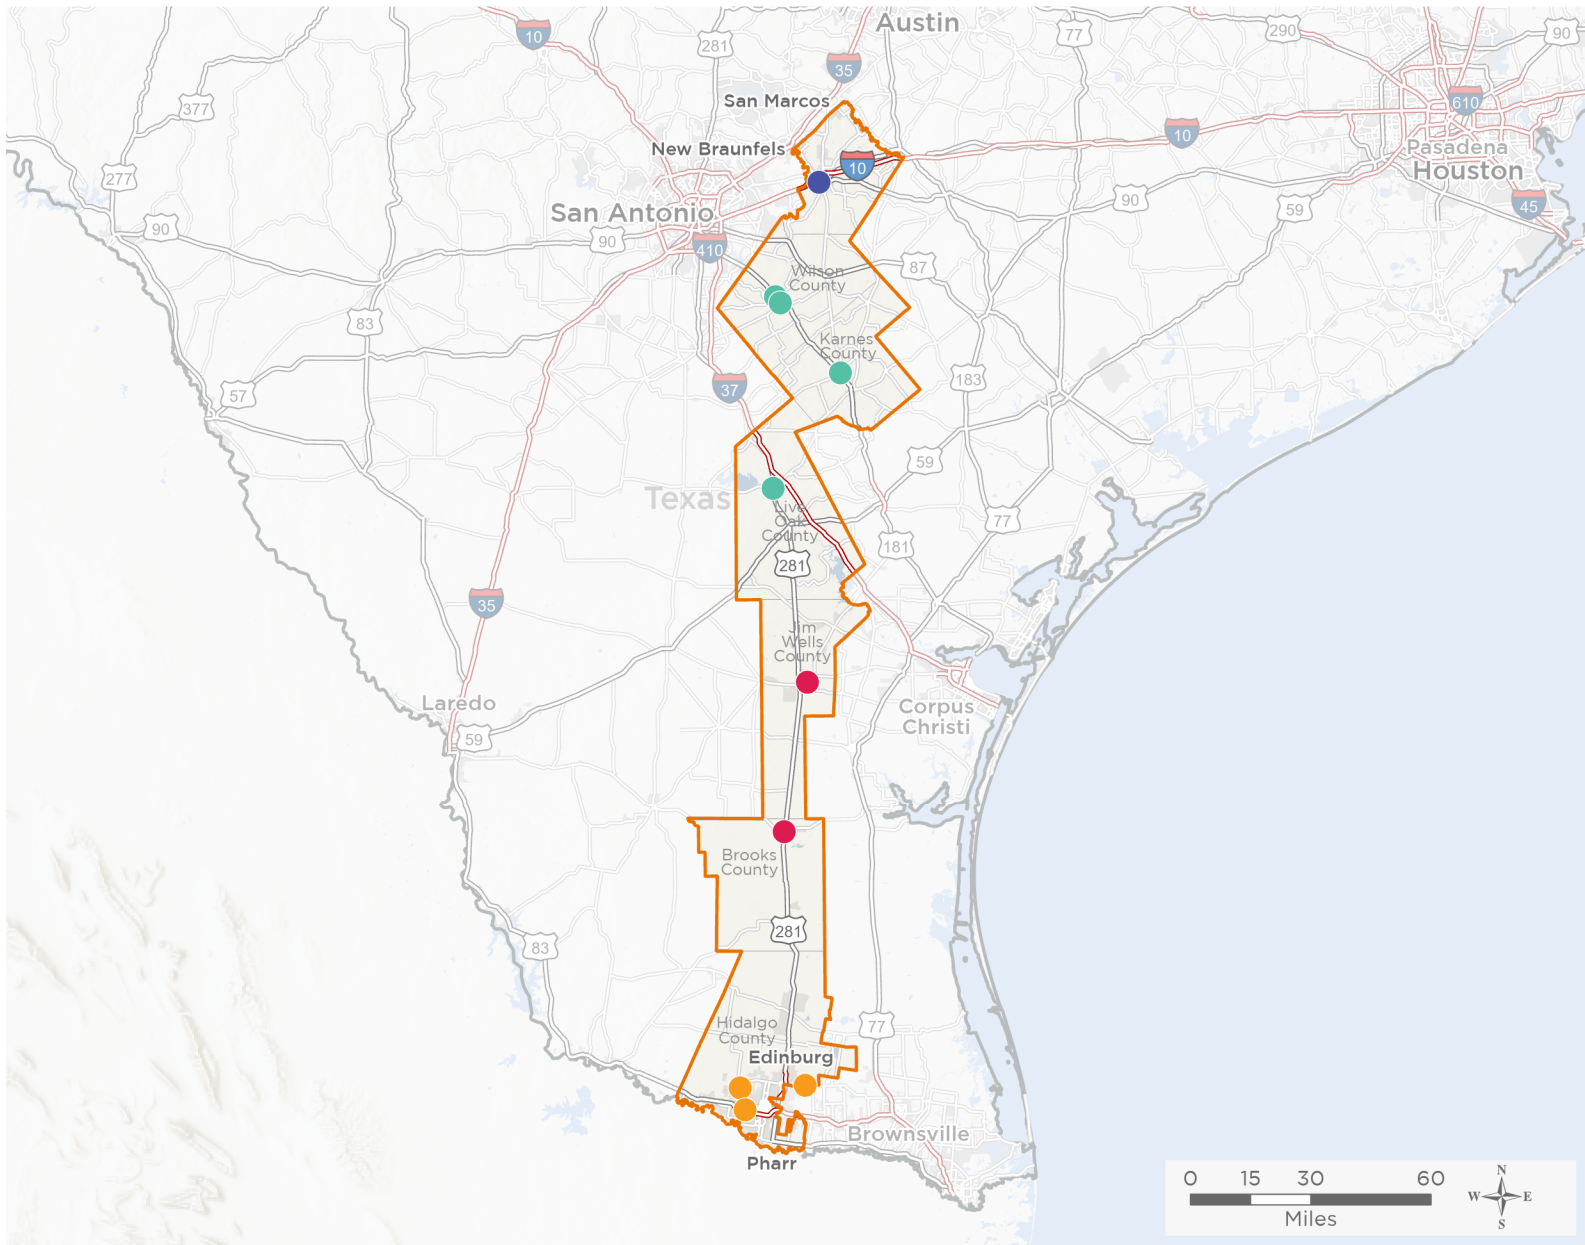 Austin
10
281
77
290
90
35
San Marcos
610
377
10
New Braunfels
10
Pasadena
Houston
277
90
45
San Antonio
59
90
90
410
87
Wilson
County
83
Karnes
County
183
37
57
59
Texas
Live
Oak
County
77
181
281
35
Jim
Wells
County
Laredo
Corpus
Christi
59
Brooks
County
281
83
Hidalgo
County
77
Edinburg
Brownsville
Pharr
0 15 30 60
Miles
N
W E
S